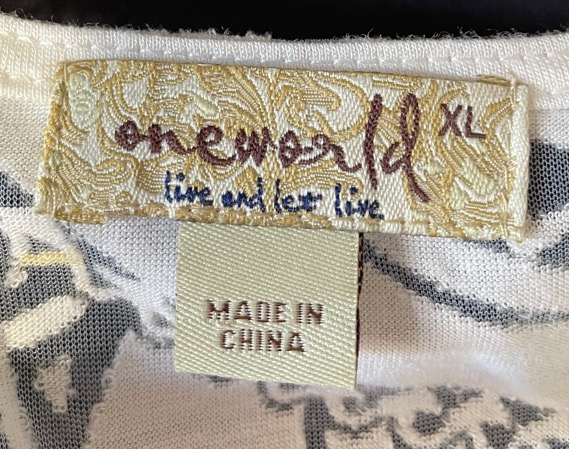 oneworld XL
live and let live
MADE IN
CHINA